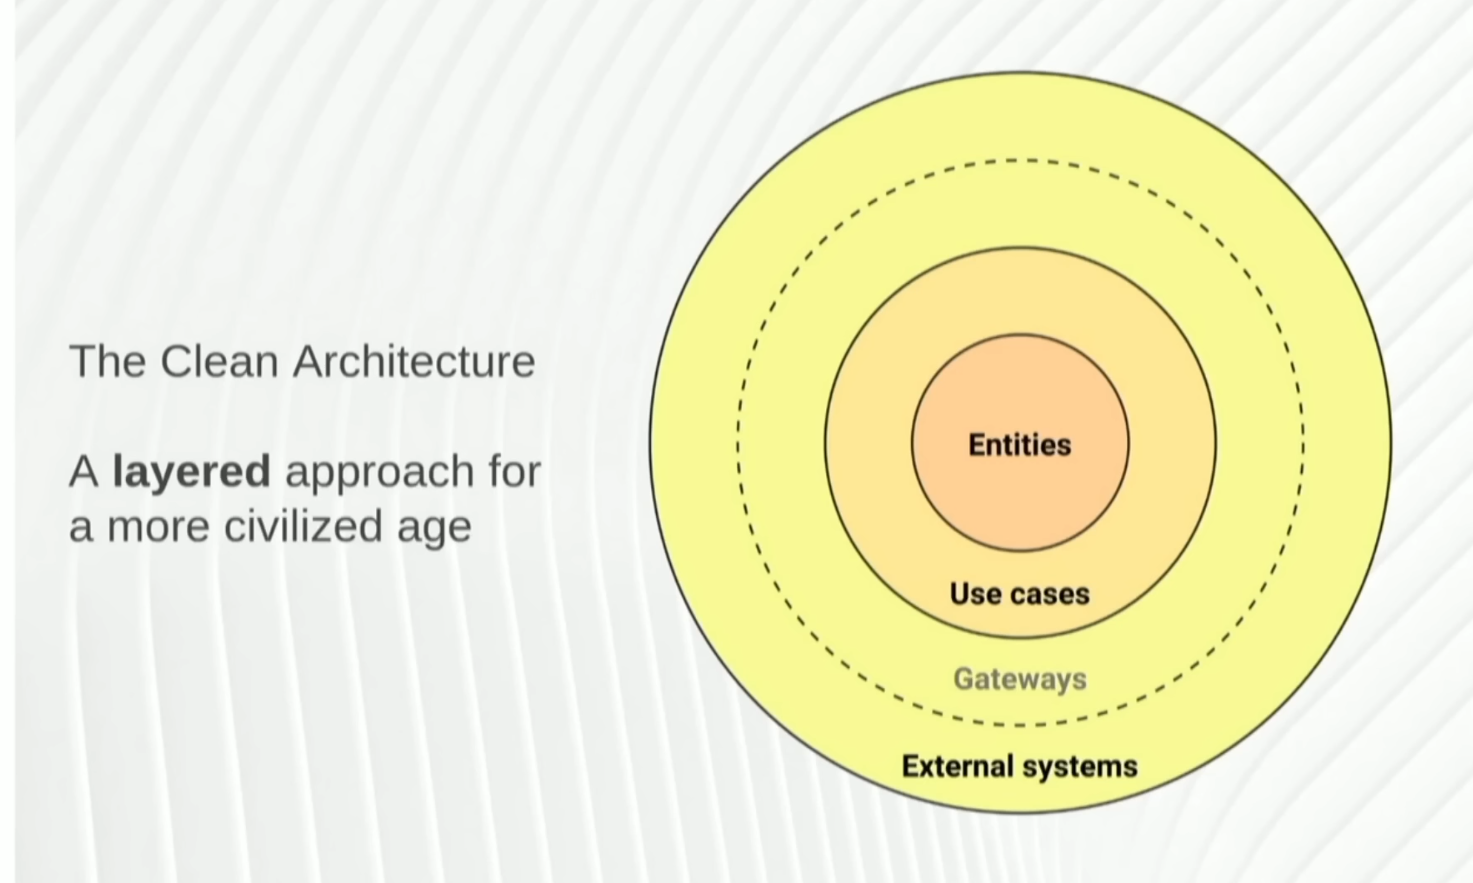 The Clean Architecture
A layered approach for
a more civilized age
Entities
Use cases
Gateways
External systems